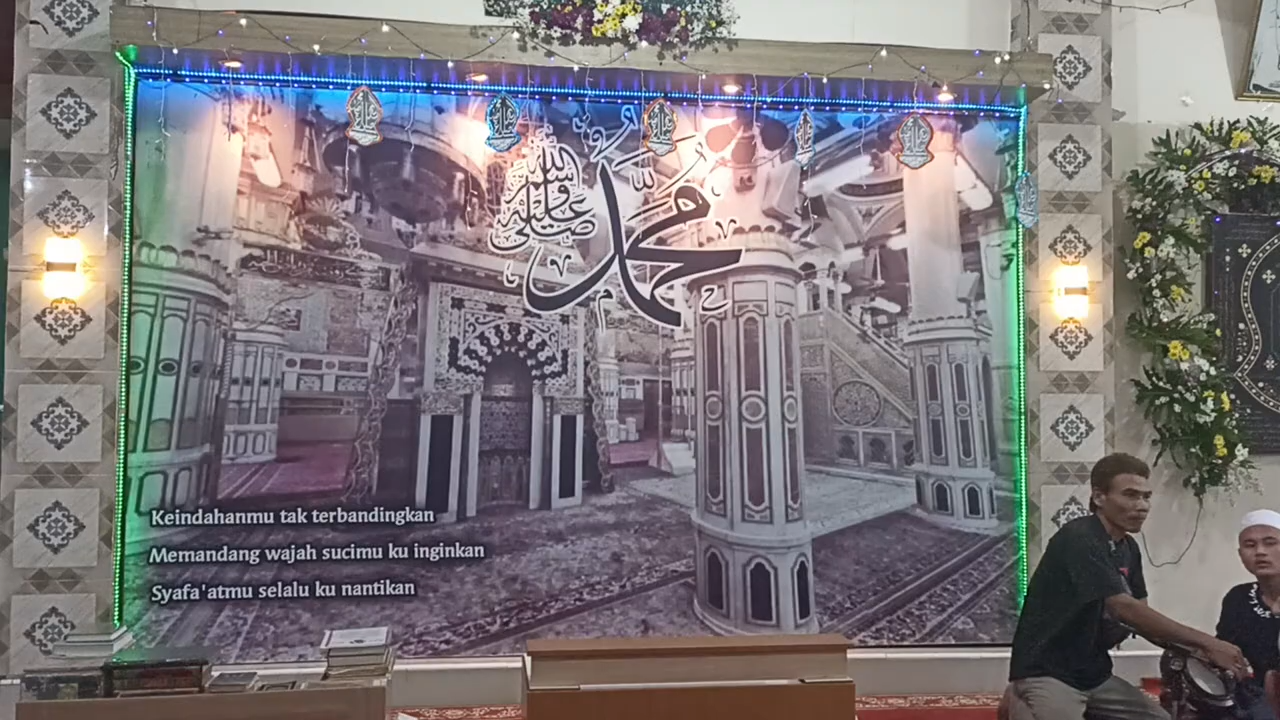 محمد
صلى الله عليه وسلم
Keindahanmu tak terbandingkan
Memandang wajah sucimu ku inginkan
Syafa'atmu selalu ku nantikan